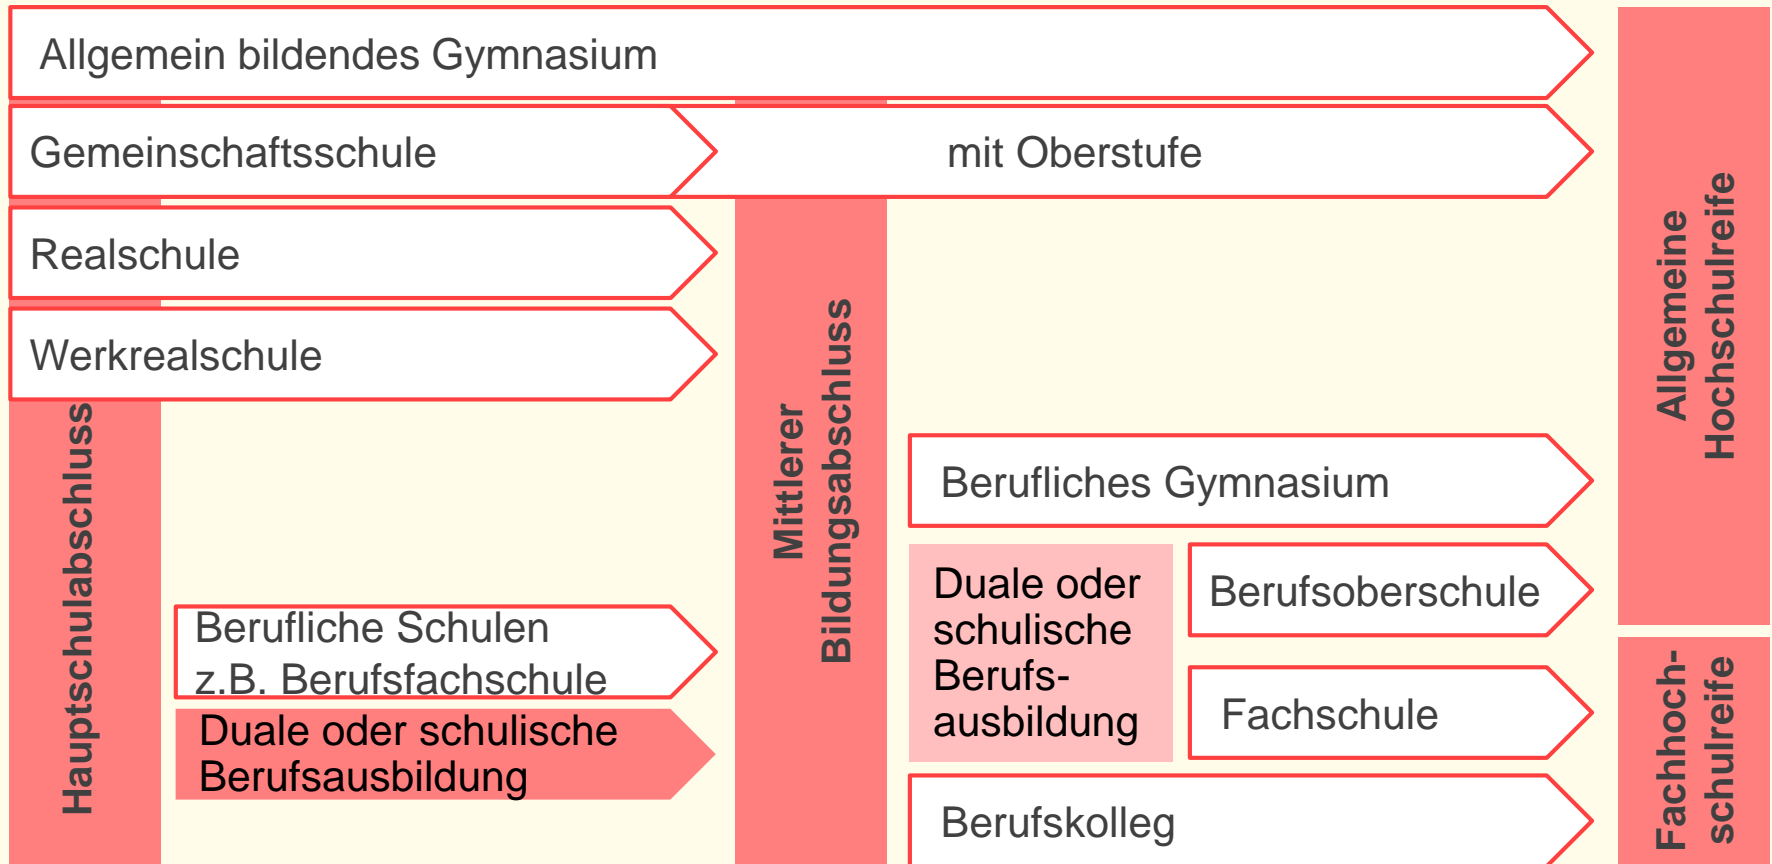 Allgemein bildendes Gymnasium
Gemeinschaftsschule
mit Oberstufe
Realschule
Werkrealschule
Hauptschulabschluss
Berufliche Schulen
z.B. Berufsfachschule
Duale oder schulische
Berufsausbildung
Mittlerer
Bildungsabschluss
Berufliches Gymnasium
Duale oder
schulische
Berufs-
ausbildung
Berufsoberschule
Fachschule
Berufskolleg
Allgemeine
Hochschulreife
Fachhoch-
schulreife